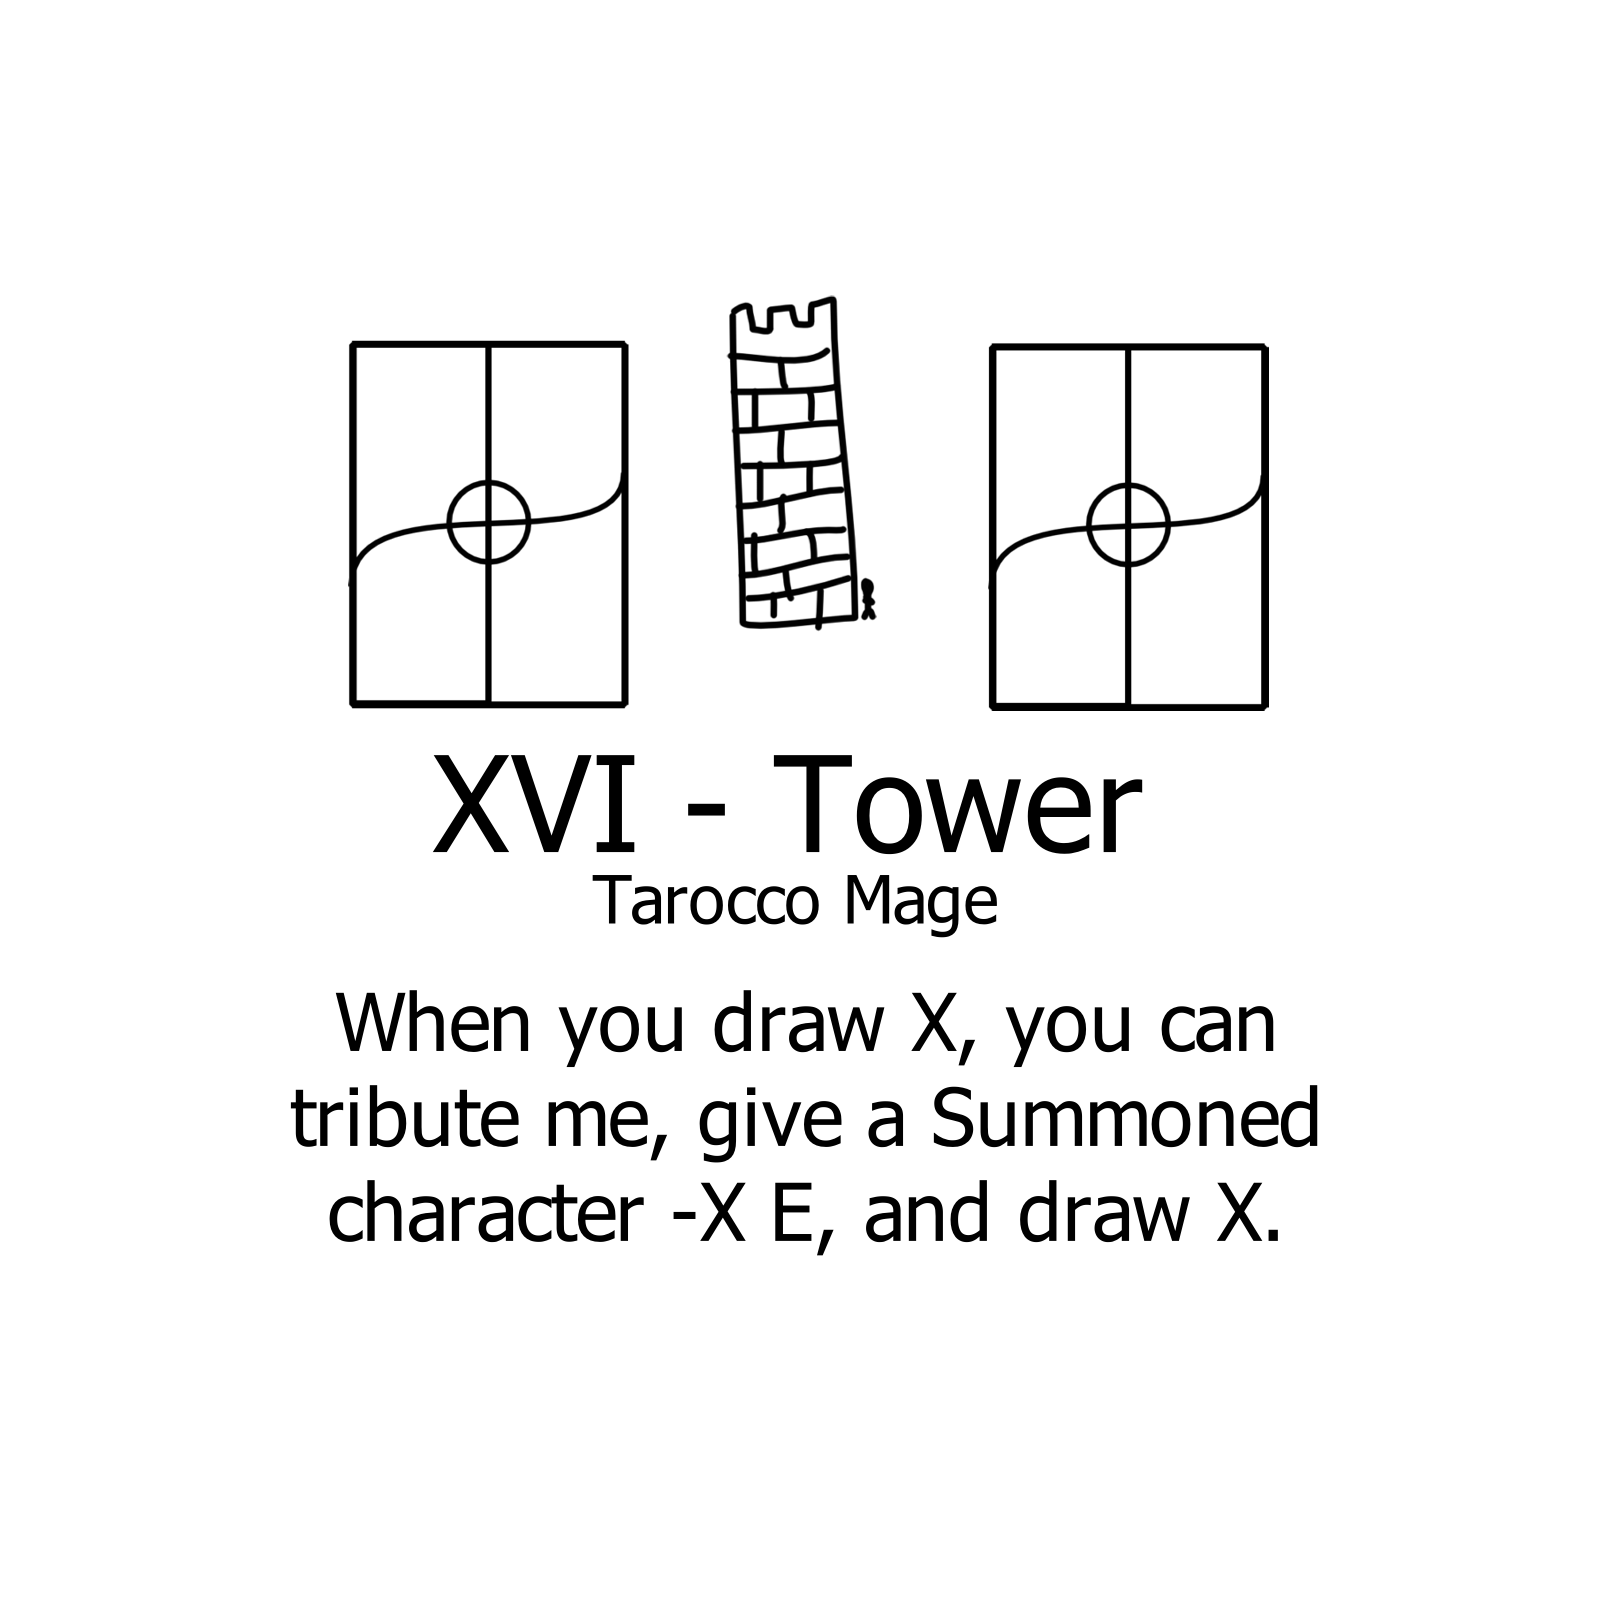 XVI - Tower
Tarocco Mage
When you draw X, you can
tribute me, give a Summoned
character -X E, and draw X.